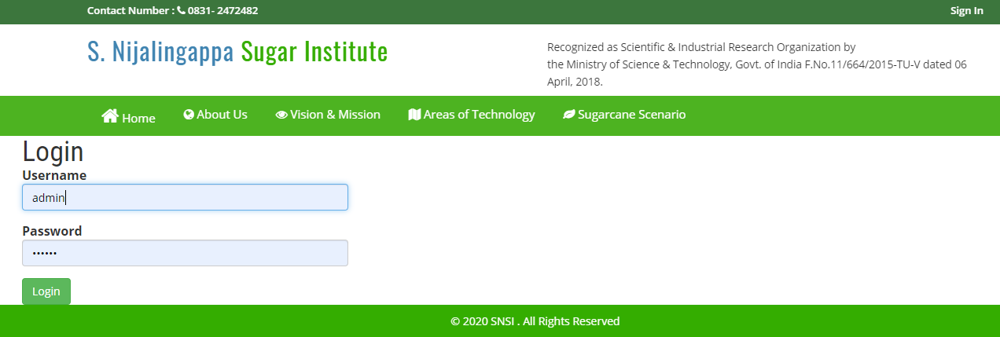 Contact Number : 0831- 2472482
Sign In
S. Nijalingappa Sugar Institute
Recognized as Scientific & Industrial Research Organization by
the Ministry of Science & Technology, Govt. of India F.No.11/664/2015-TU-V dated 06
April, 2018.
Home About Us Vision & Mission Areas of Technology Sugarcane Scenario
Login
Username
admin
Password
••••••
Login
© 2020 SNSI . All Rights Reserved